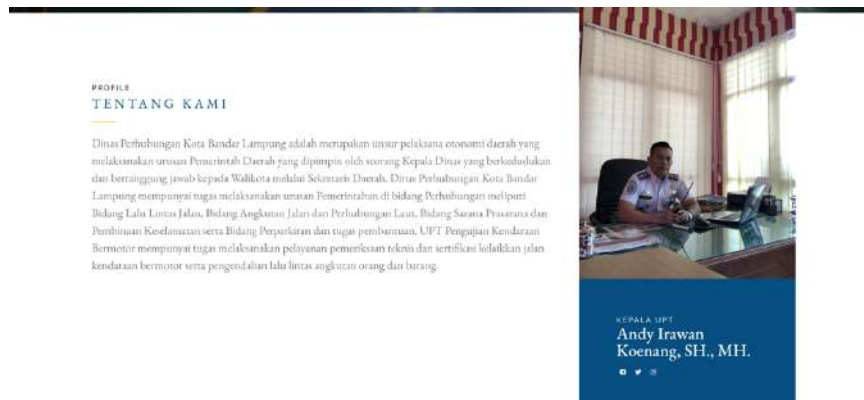 PROFILE
TENTANG KAMI
Dinas Perhubungan Kota Bandar Lampung adalah merupakan unsur pelaksana otonomi daerah yang
melaksanakan urusan Pemerintah Daerah yang dipimpin oleh seorang Kepala Dinas yang berkedudukan
dan bertanggung jawab kepada Walikota melalui Sekretaris Daerah. Dinas Perhubungan Kota Bandar
Lampung mempunyai tugas melaksanakan urusan Pemerintahan di bidang Perhubungan meliputi
Bidang Lalu Lintas Jalan, Bidang Angkutan Jalan dan Perhubungan Laut, Bidang Sarana Prasarana dan
Pembinaan Keselamatan serta Bidang Perparkiran dan tugas pembantuan. UPT Pengujian Kendaraan
Bermotor mempunyai tugas melaksanakan pelayanan pemeriksaan teknis dan sertifikasi kelaikkan jalan
kendaraan bermotor serta pengendalian lalu lintas angkutan orang dan barang.
KEPALA UPT
Andy Irawan
Koenang, SH., MH.